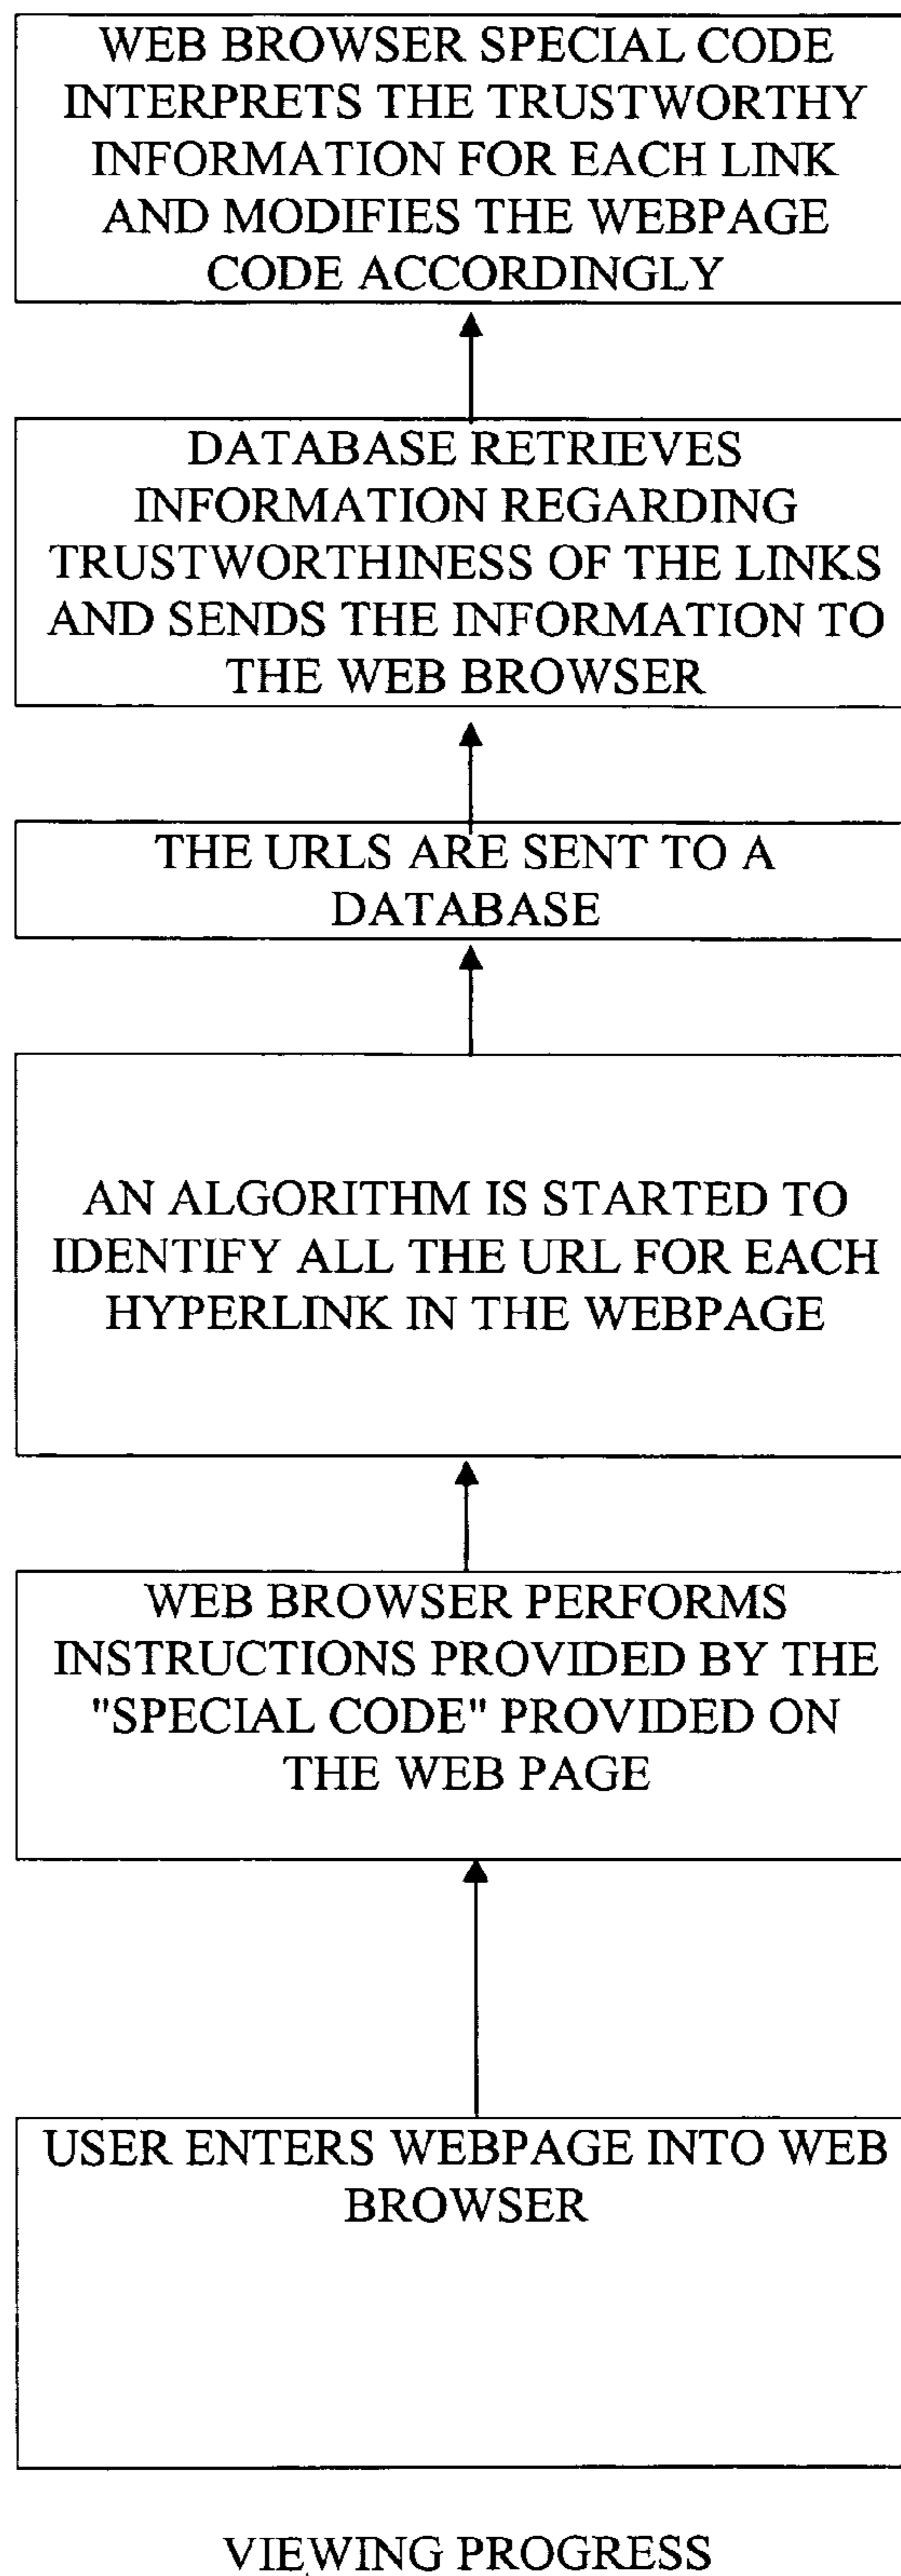 WEB BROWSER SPECIAL CODE
INTERPRETS THE TRUSTWORTHY
INFORMATION FOR EACH LINK
AND MODIFIES THE WEBPAGE
CODE ACCORDINGLY
DATABASE RETRIEVES
INFORMATION REGARDING
TRUSTWORTHINESS OF THE LINKS
AND SENDS THE INFORMATION TO
THE WEB BROWSER
THE URLS ARE SENT TO A
DATABASE
AN ALGORITHM IS STARTED TO
IDENTIFY ALL THE URL FOR EACH
HYPERLINK IN THE WEBPAGE
WEB BROWSER PERFORMS
INSTRUCTIONS PROVIDED BY THE
"SPECIAL CODE" PROVIDED ON
THE WEB PAGE
USER ENTERS WEBPAGE INTO WEB
BROWSER
VIEWING PROGRESS